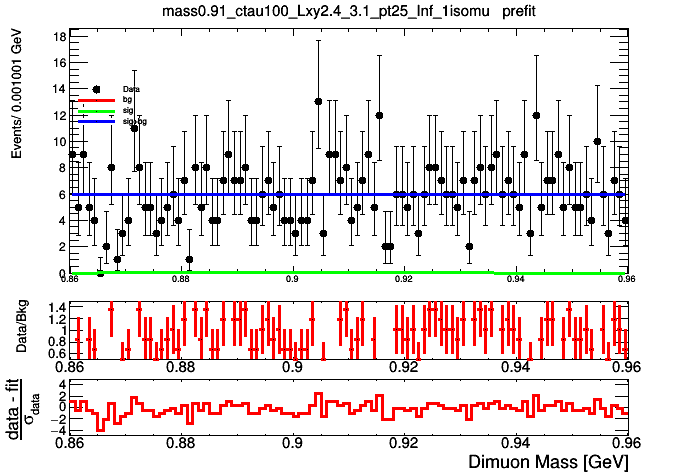 mass0.91_ctau100_Lxy2.4_3.1_pt25_Inf_1isomu prefit
Events/ 0.001001 GeV
18
16
14
12
10
8
6
4
2
0
Data
bg
sig
sig+bg
0.86 0.88 0.9 0.92 0.94 0.96
Data/Bkg
1.4
1.2
1
0.8
0.6
0.86 0.88 0.9 0.92 0.94 0.96
data - fit
σdata
4
2
0
−2
−4
0.86 0.88 0.9 0.92 0.94 0.96
Dimuon Mass [GeV]